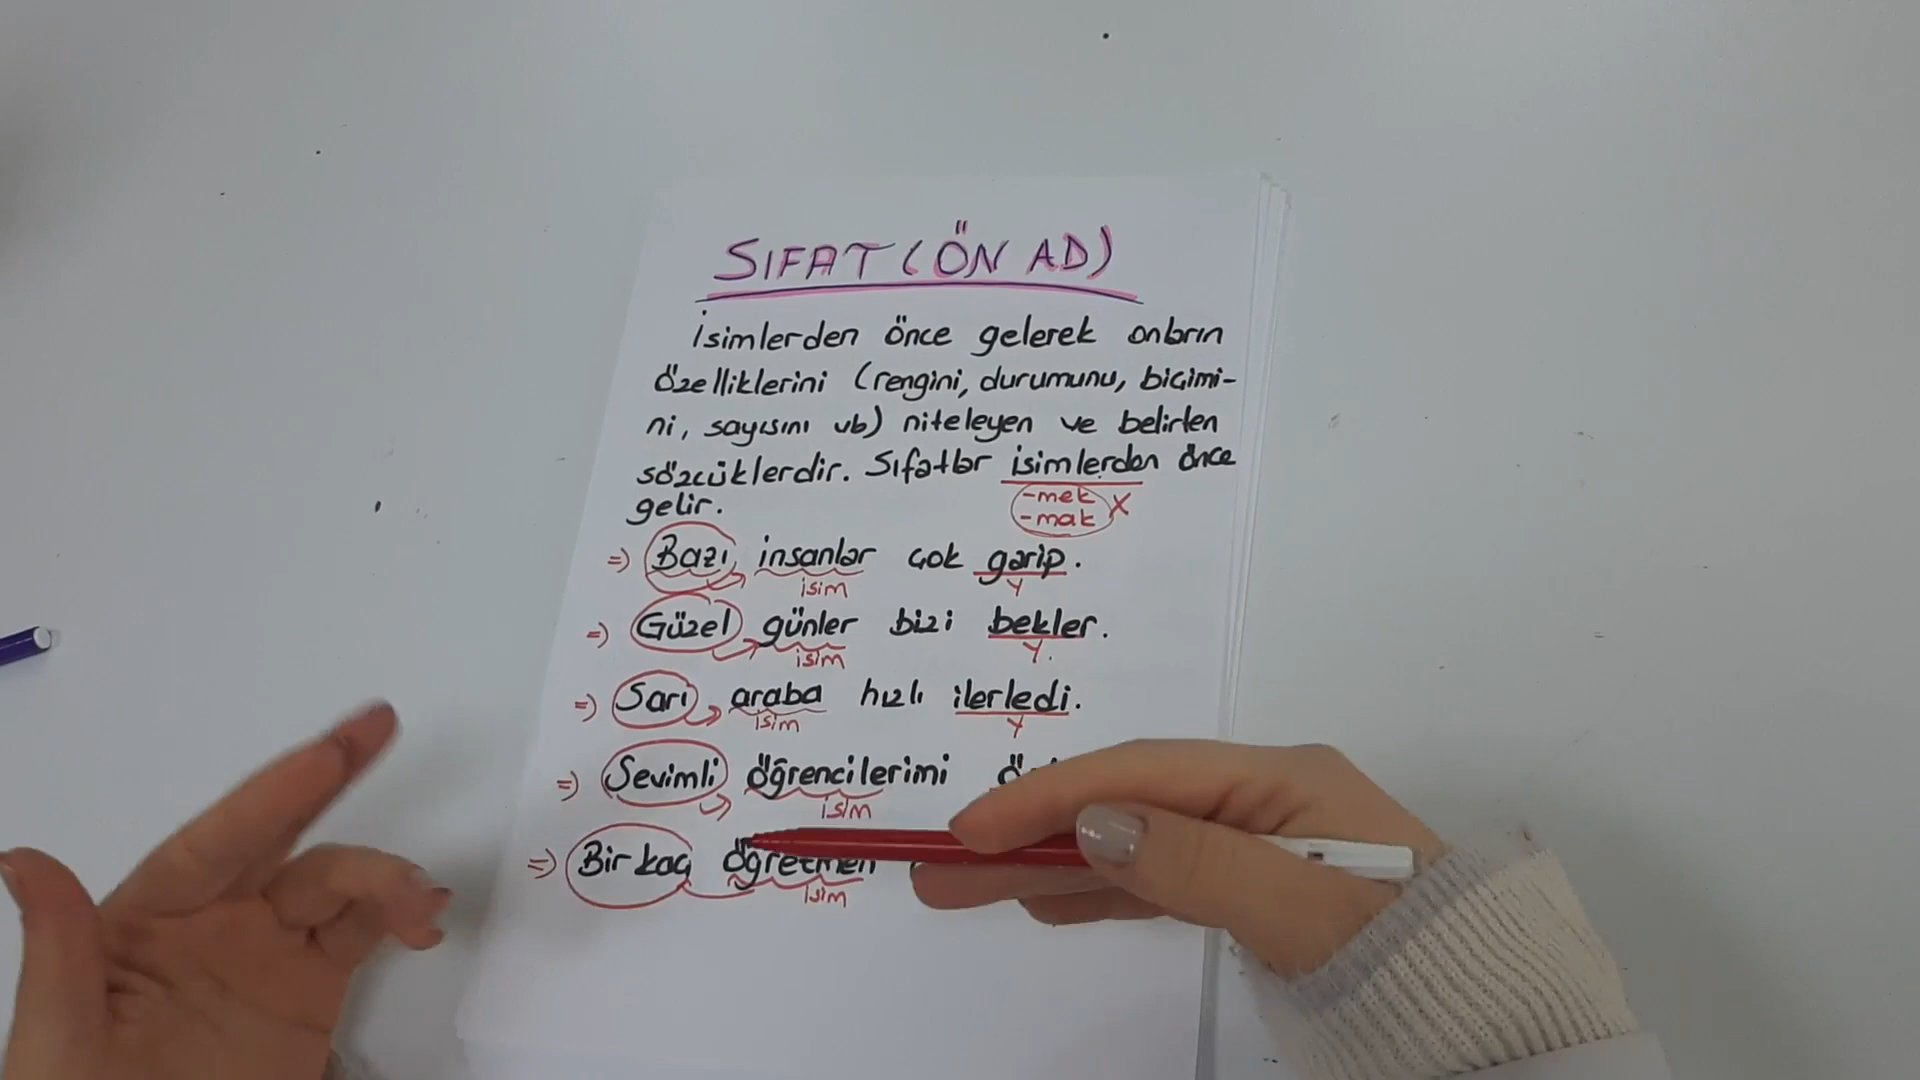 SIFAT (ÖN AD)
İsimlerden önce gelerek onların
özelliklerini (rengini, durumunu, biçimi-
ni, sayısını vb) niteleyen ve belirten
sözcüklerdir. Sıfatlar isimlerden önce
-mek X
gelir.
-mak
=) Bazı insanlar çok garip.
isim Y
=) Güzel günler bizi bekler.
isim Y.
=) Sarı araba hızlı ilerledi.
isim Y
=) Sevimli öğrencilerimi
isim
=) Bir kaç öğretmen
isim